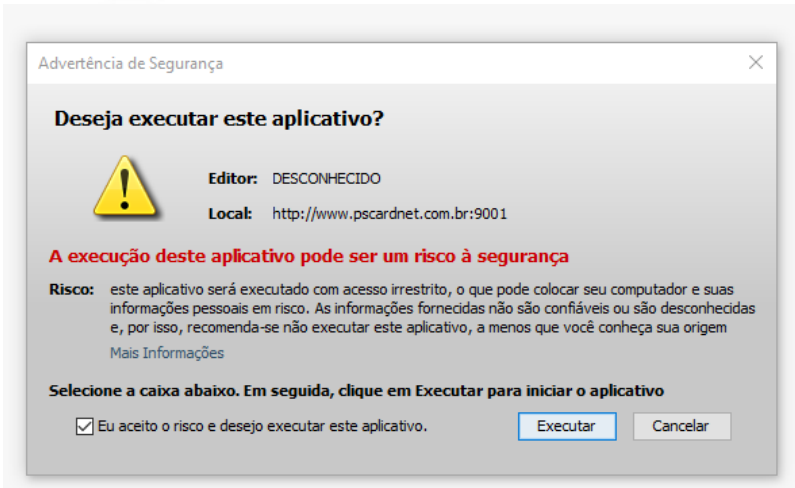 Advertência de Segurança
Deseja executar este aplicativo?
Editor: DESCONHECIDO
Local: http://www.pscardnet.com.br:9001
A execução deste aplicativo pode ser um risco à segurança
Risco: este aplicativo será executado com acesso irrestrito, o que pode colocar seu computador e suas
informações pessoais em risco. As informações fornecidas não são confiáveis ou são desconhecidas
e, por isso, recomenda-se não executar este aplicativo, a menos que você conheça sua origem
Mais Informações
Selecione a caixa abaixo. Em seguida, clique em Executar para iniciar o aplicativo
Eu aceito o risco e desejo executar este aplicativo.
Executar
Cancelar